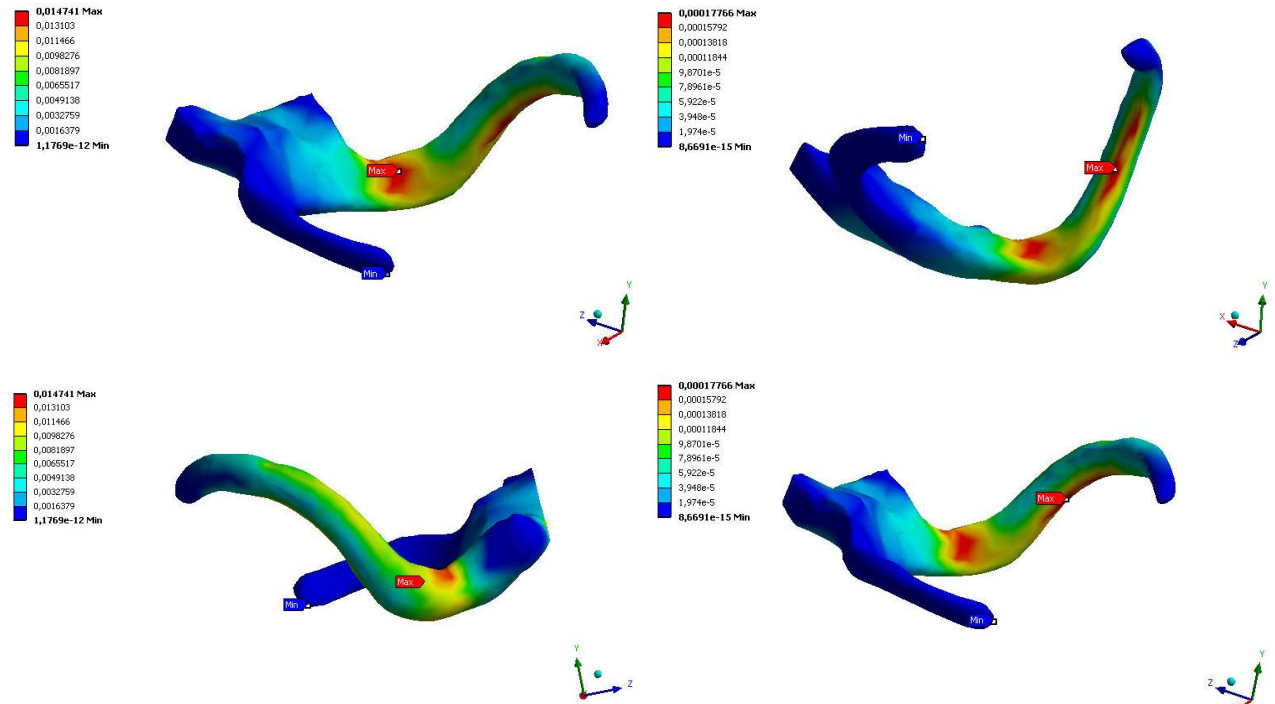 0,014741 Max
0,013103
0,011466
0,0098276
0,0081897
0,0065517
0,0049138
0,0032759
0,0016379
1,1769e-12 Min
Max
Min
Y
Z
X
0,00017766 Max
0,00015792
0,00013818
0,00011844
9,8701e-5
7,8961e-5
5,922e-5
3,948e-5
1,974e-5
8,6691e-15 Min
Min
Max
Y
X
Z
0,014741 Max
0,013103
0,011466
0,0098276
0,0081897
0,0065517
0,0049138
0,0032759
0,0016379
1,1769e-12 Min
Max
Min
Y
Z
0,00017766 Max
0,00015792
0,00013818
0,00011844
9,8701e-5
7,8961e-5
5,922e-5
3,948e-5
1,974e-5
8,6691e-15 Min
Max
Min
Y
Z